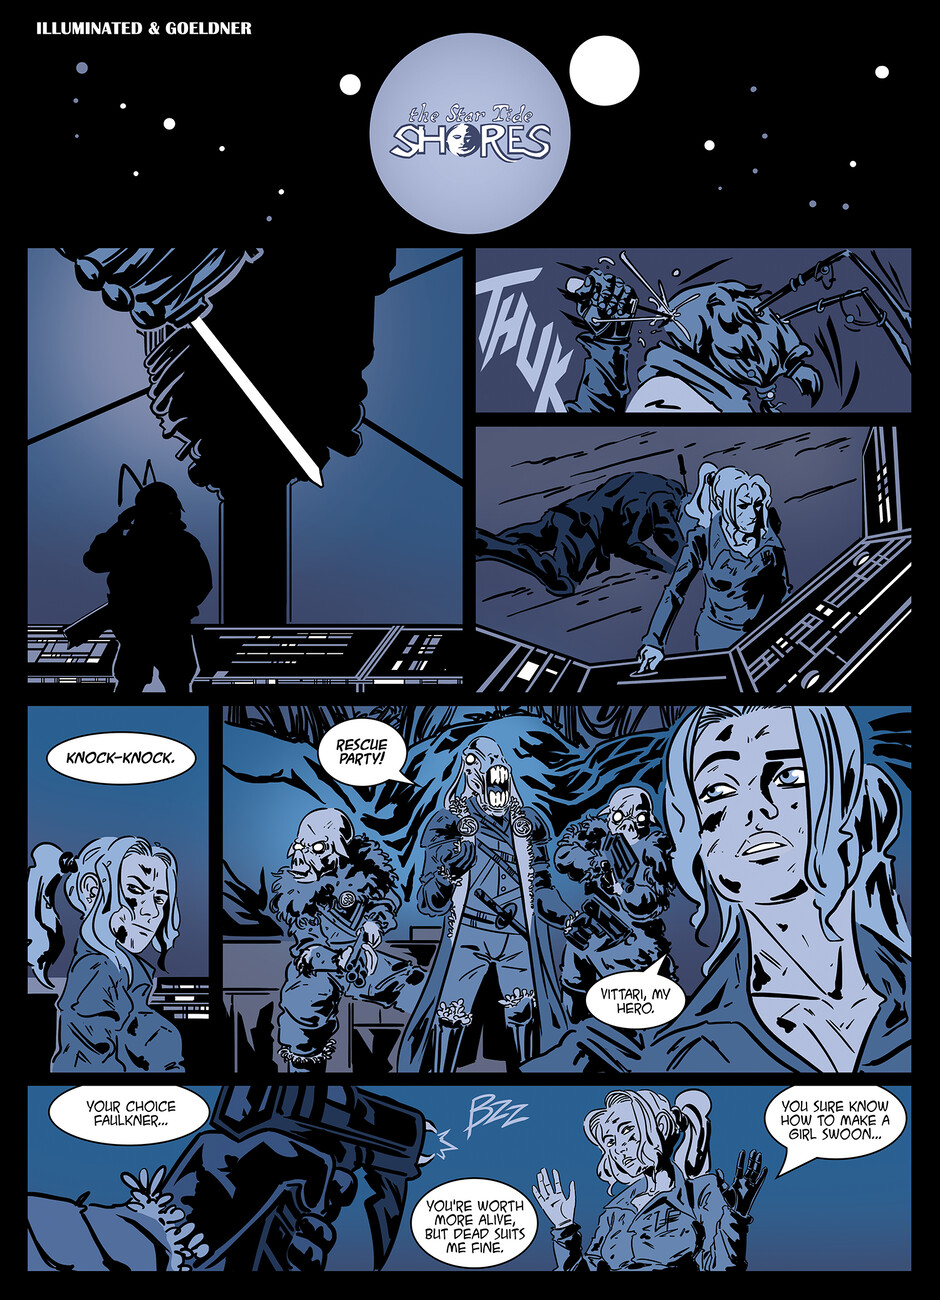 ILLUMINATED & GOELDNER
the Star Tide
SHORES
THUK
KNOCK-KNOCK.
RESCUE
PARTY!
VITTARI, MY
HERO.
YOUR CHOICE
FAULKNER...
BZZ
YOU'RE WORTH
MORE ALIVE,
BUT DEAD SUITS
ME FINE.
YOU SURE KNOW
HOW TO MAKE A
GIRL SWOON...